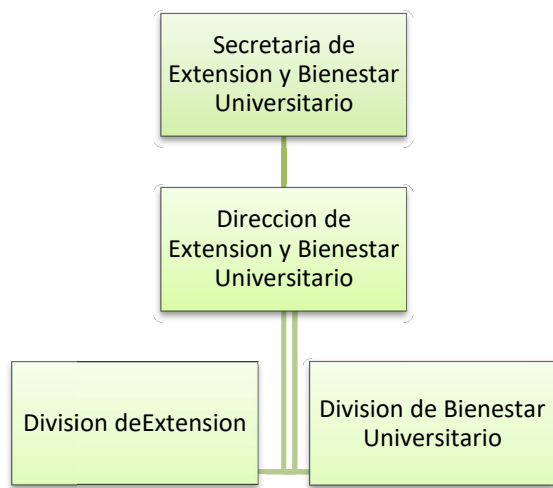 Secretaria de
Extension y Bienestar
Universitario
Direccion de
Extension y Bienestar
Universitario
Division deExtension
Division de Bienestar
Universitario